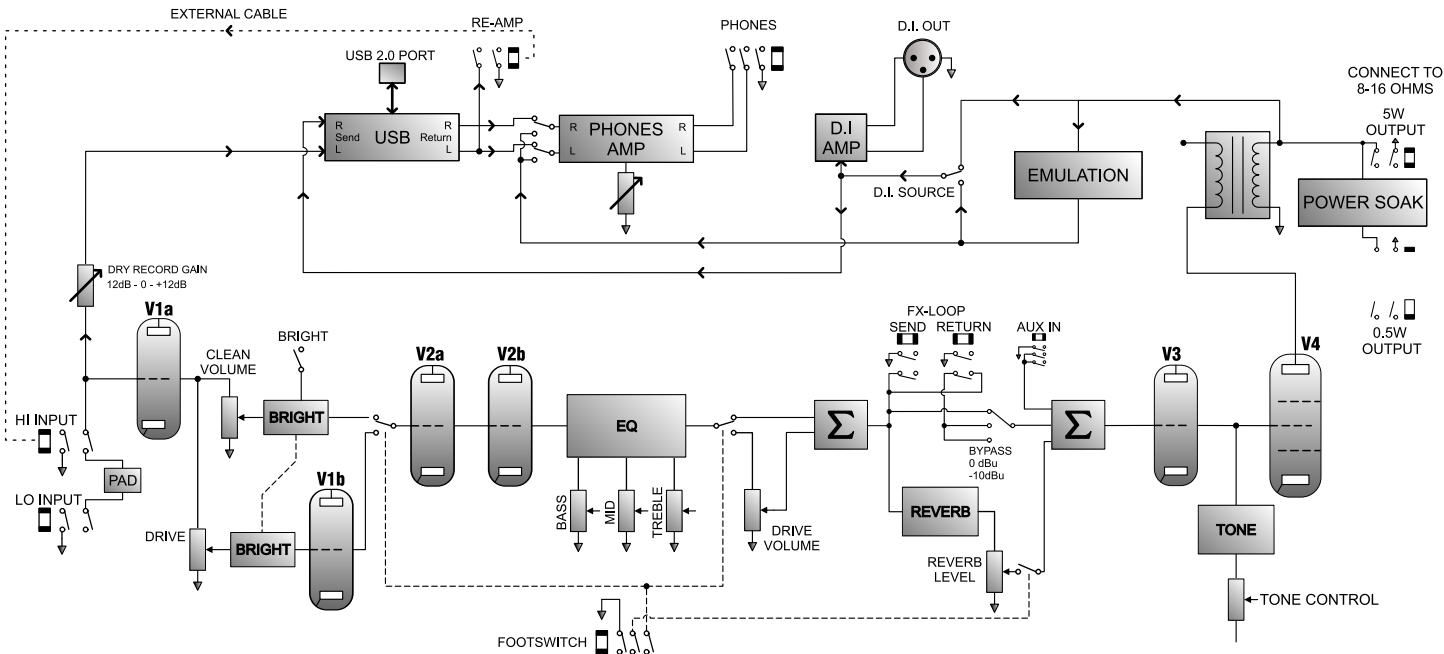 EXTERNAL CABLE
RE-AMP
PHONES
D.I. OUT
USB 2.0 PORT
CONNECT TO
8-16 OHMS
5W
OUTPUT
R
Send
L
USB
R
Return
L
R
L
PHONES
AMP
R
L
D.I
AMP
D.I. SOURCE
EMULATION
POWER SOAK
0.5W
OUTPUT
DRY RECORD GAIN
12dB - 0 - +12dB
V1a
CLEAN
VOLUME
BRIGHT
BRIGHT
V2a
V2b
EQ
BASS
MID
TREBLE
Σ
FX-LOOP
SEND
RETURN
AUX IN
BYPASS
0 dBu
-10dBu
Σ
V3
V4
HI INPUT
PAD
LO INPUT
DRIVE
BRIGHT
V1b
DRIVE
VOLUME
REVERB
REVERB
LEVEL
TONE
TONE CONTROL
FOOTSWITCH